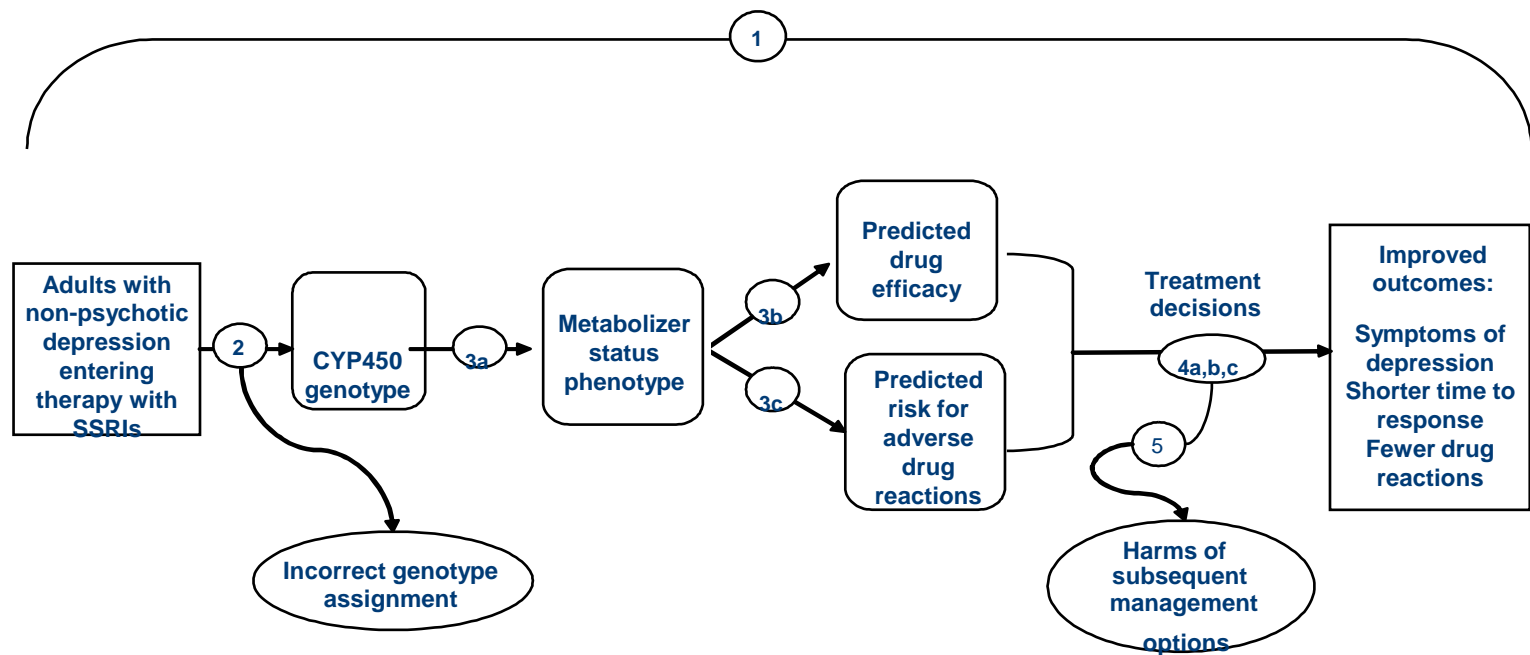 1
Adults with
non-psychotic
depression
entering
therapy with
SSRIs
2
CYP450
genotype
3a
Metabolizer
status
phenotype
3b
3c
Predicted
drug
efficacy
Predicted
risk for
adverse
drug
reactions
Treatment
decisions
4a,b,c
5
Improved
outcomes:
Symptoms of
depression
Shorter time to
response
Fewer drug
reactions
Incorrect genotype
assignment
Harms of
subsequent
management
options